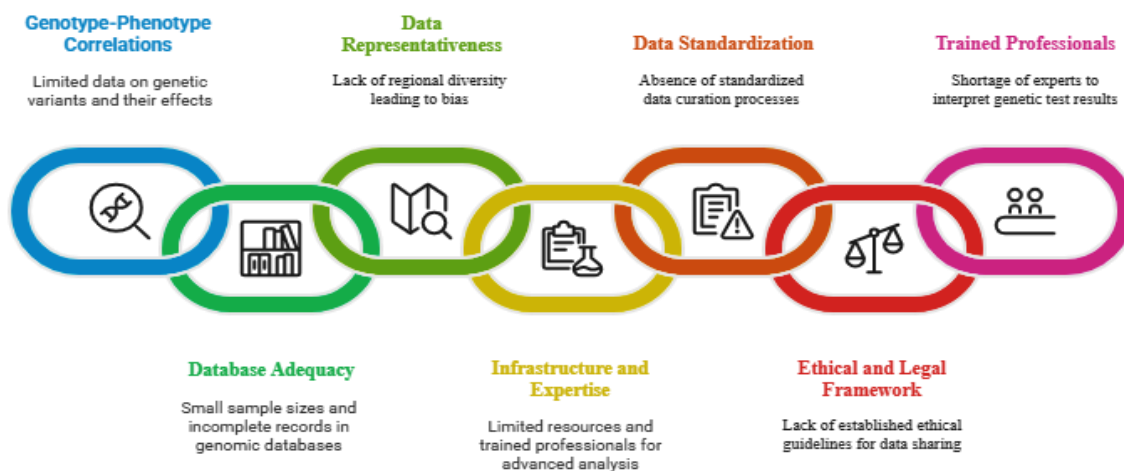 Genotype-Phenotype
Correlations
Limited data on genetic
variants and their effects
Data
Representativeness
Lack of regional diversity
leading to bias
Data Standardization
Absence of standardized
data curation processes
Trained Professionals
Shortage of experts to
interpret genetic test results
Database Adequacy
Small sample sizes and
incomplete records in
genomic databases
Infrastructure and
Expertise
Limited resources and
trained professionals for
advanced analysis
Ethical and Legal
Framework
Lack of established ethical
guidelines for data sharing